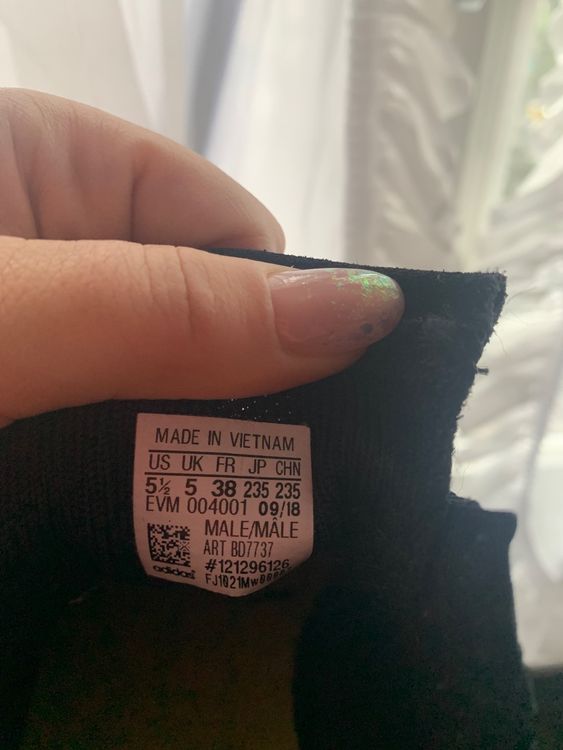 MADE IN VIETNAM
US UK FR JP CHN
5½ 5 38 235 235
EVM 004001 09/18
MALE/MÂLE
ART BD7737
#121296126
adidas